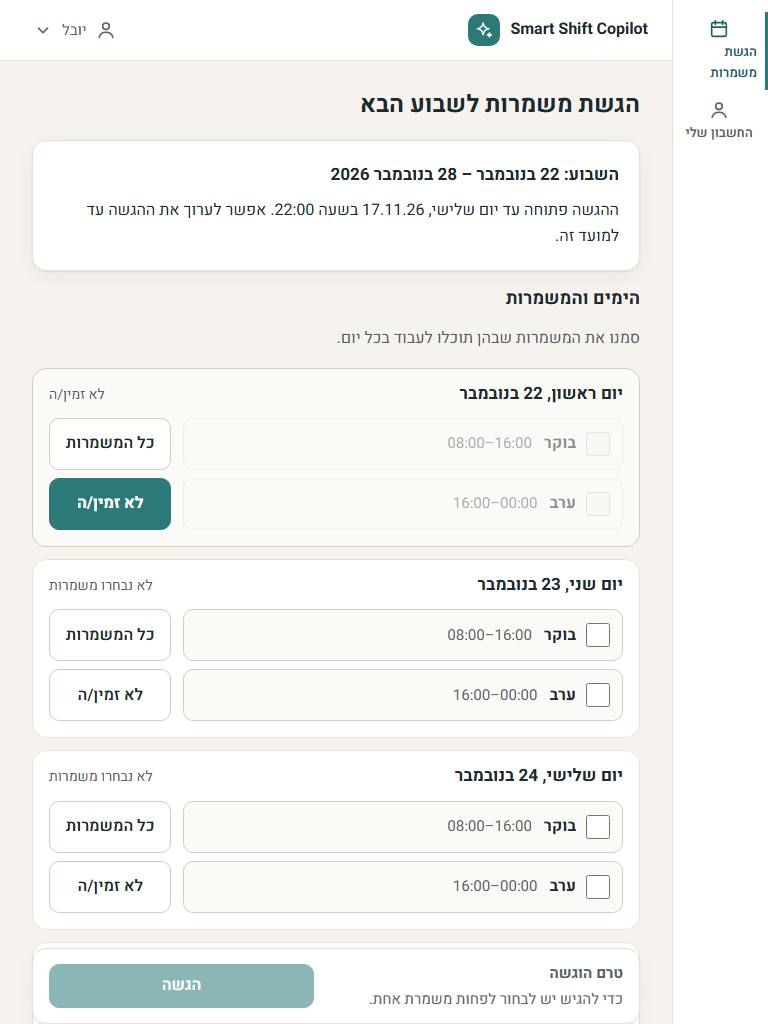 Smart Shift Copilot
יובל
הגשת
משמרות
החשבון שלי
הגשת משמרות לשבוע הבא
השבוע: 22 בנובמבר – 28 בנובמבר 2026
ההגשה פתוחה עד יום שלישי, 17.11.26 בשעה 22:00. אפשר לערוך את ההגשה עד
למועד זה.
הימים והמשמרות
סמנו את המשמרות שבהן תוכלו לעבוד בכל יום.
יום ראשון, 22 בנובמבר
לא זמין/ה
בוקר 08:00–16:00
כל המשמרות
ערב 16:00–00:00
לא זמין/ה
יום שני, 23 בנובמבר
לא נבחרו משמרות
בוקר 08:00–16:00
כל המשמרות
ערב 16:00–00:00
לא זמין/ה
יום שלישי, 24 בנובמבר
לא נבחרו משמרות
בוקר 08:00–16:00
כל המשמרות
ערב 16:00–00:00
לא זמין/ה
טרם הוגשה
כדי להגיש יש לבחור לפחות משמרת אחת.
הגשה